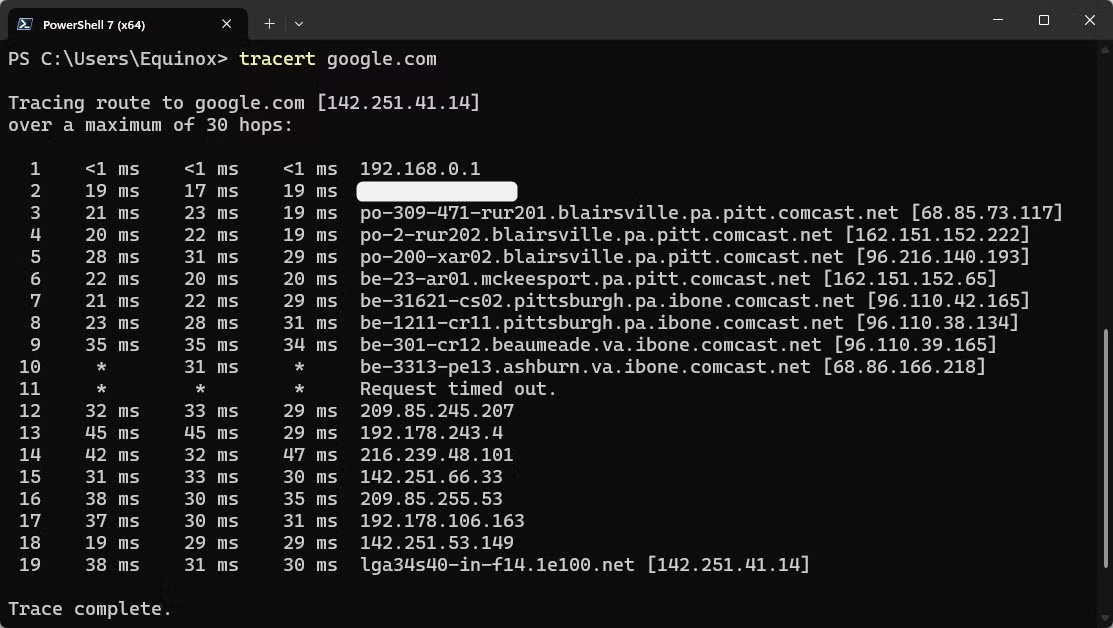 PowerShell 7 (x64)
PS C:\Users\Equinox> tracert google.com
Tracing route to google.com [142.251.41.14]
over a maximum of 30 hops:
1 <1 ms <1 ms <1 ms 192.168.0.1
2 19 ms 17 ms 19 ms
3 21 ms 23 ms 19 ms po-309-471-rur201.blairsville.pa.pitt.comcast.net [68.85.73.117]
4 20 ms 22 ms 19 ms po-2-rur202.blairsville.pa.pitt.comcast.net [162.151.152.222]
5 28 ms 31 ms 29 ms po-200-xar02.blairsville.pa.pitt.comcast.net [96.216.140.193]
6 22 ms 20 ms 20 ms be-23-ar01.mckeesport.pa.pitt.comcast.net [162.151.152.65]
7 21 ms 22 ms 29 ms be-31621-cs02.pittsburgh.pa.ibone.comcast.net [96.110.42.165]
8 23 ms 28 ms 31 ms be-1211-cr11.pittsburgh.pa.ibone.comcast.net [96.110.38.134]
9 35 ms 35 ms 34 ms be-301-cr12.beaumeade.va.ibone.comcast.net [96.110.39.165]
10 * 31 ms * be-3313-pe13.ashburn.va.ibone.comcast.net [68.86.166.218]
11 * * * Request timed out.
12 32 ms 33 ms 29 ms 209.85.245.207
13 45 ms 45 ms 29 ms 192.178.243.4
14 42 ms 32 ms 47 ms 216.239.48.101
15 31 ms 33 ms 30 ms 142.251.66.33
16 38 ms 30 ms 35 ms 209.85.255.53
17 37 ms 30 ms 31 ms 192.178.106.163
18 19 ms 29 ms 29 ms 142.251.53.149
19 38 ms 31 ms 30 ms lga34s40-in-f14.1e100.net [142.251.41.14]
Trace complete.